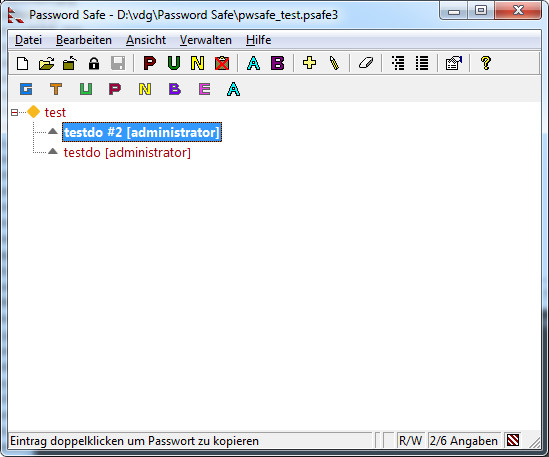 Password Safe - D:\vdg\Password Safe\pwsafe_test.psafe3
Datei Bearbeiten Ansicht Verwalten Hilfe
P U N A B ?
G T U P N B E A
test
testdo #2 [administrator]
testdo [administrator]
Eintrag doppelklicken um Passwort zu kopieren R/W 2/6 Angaben